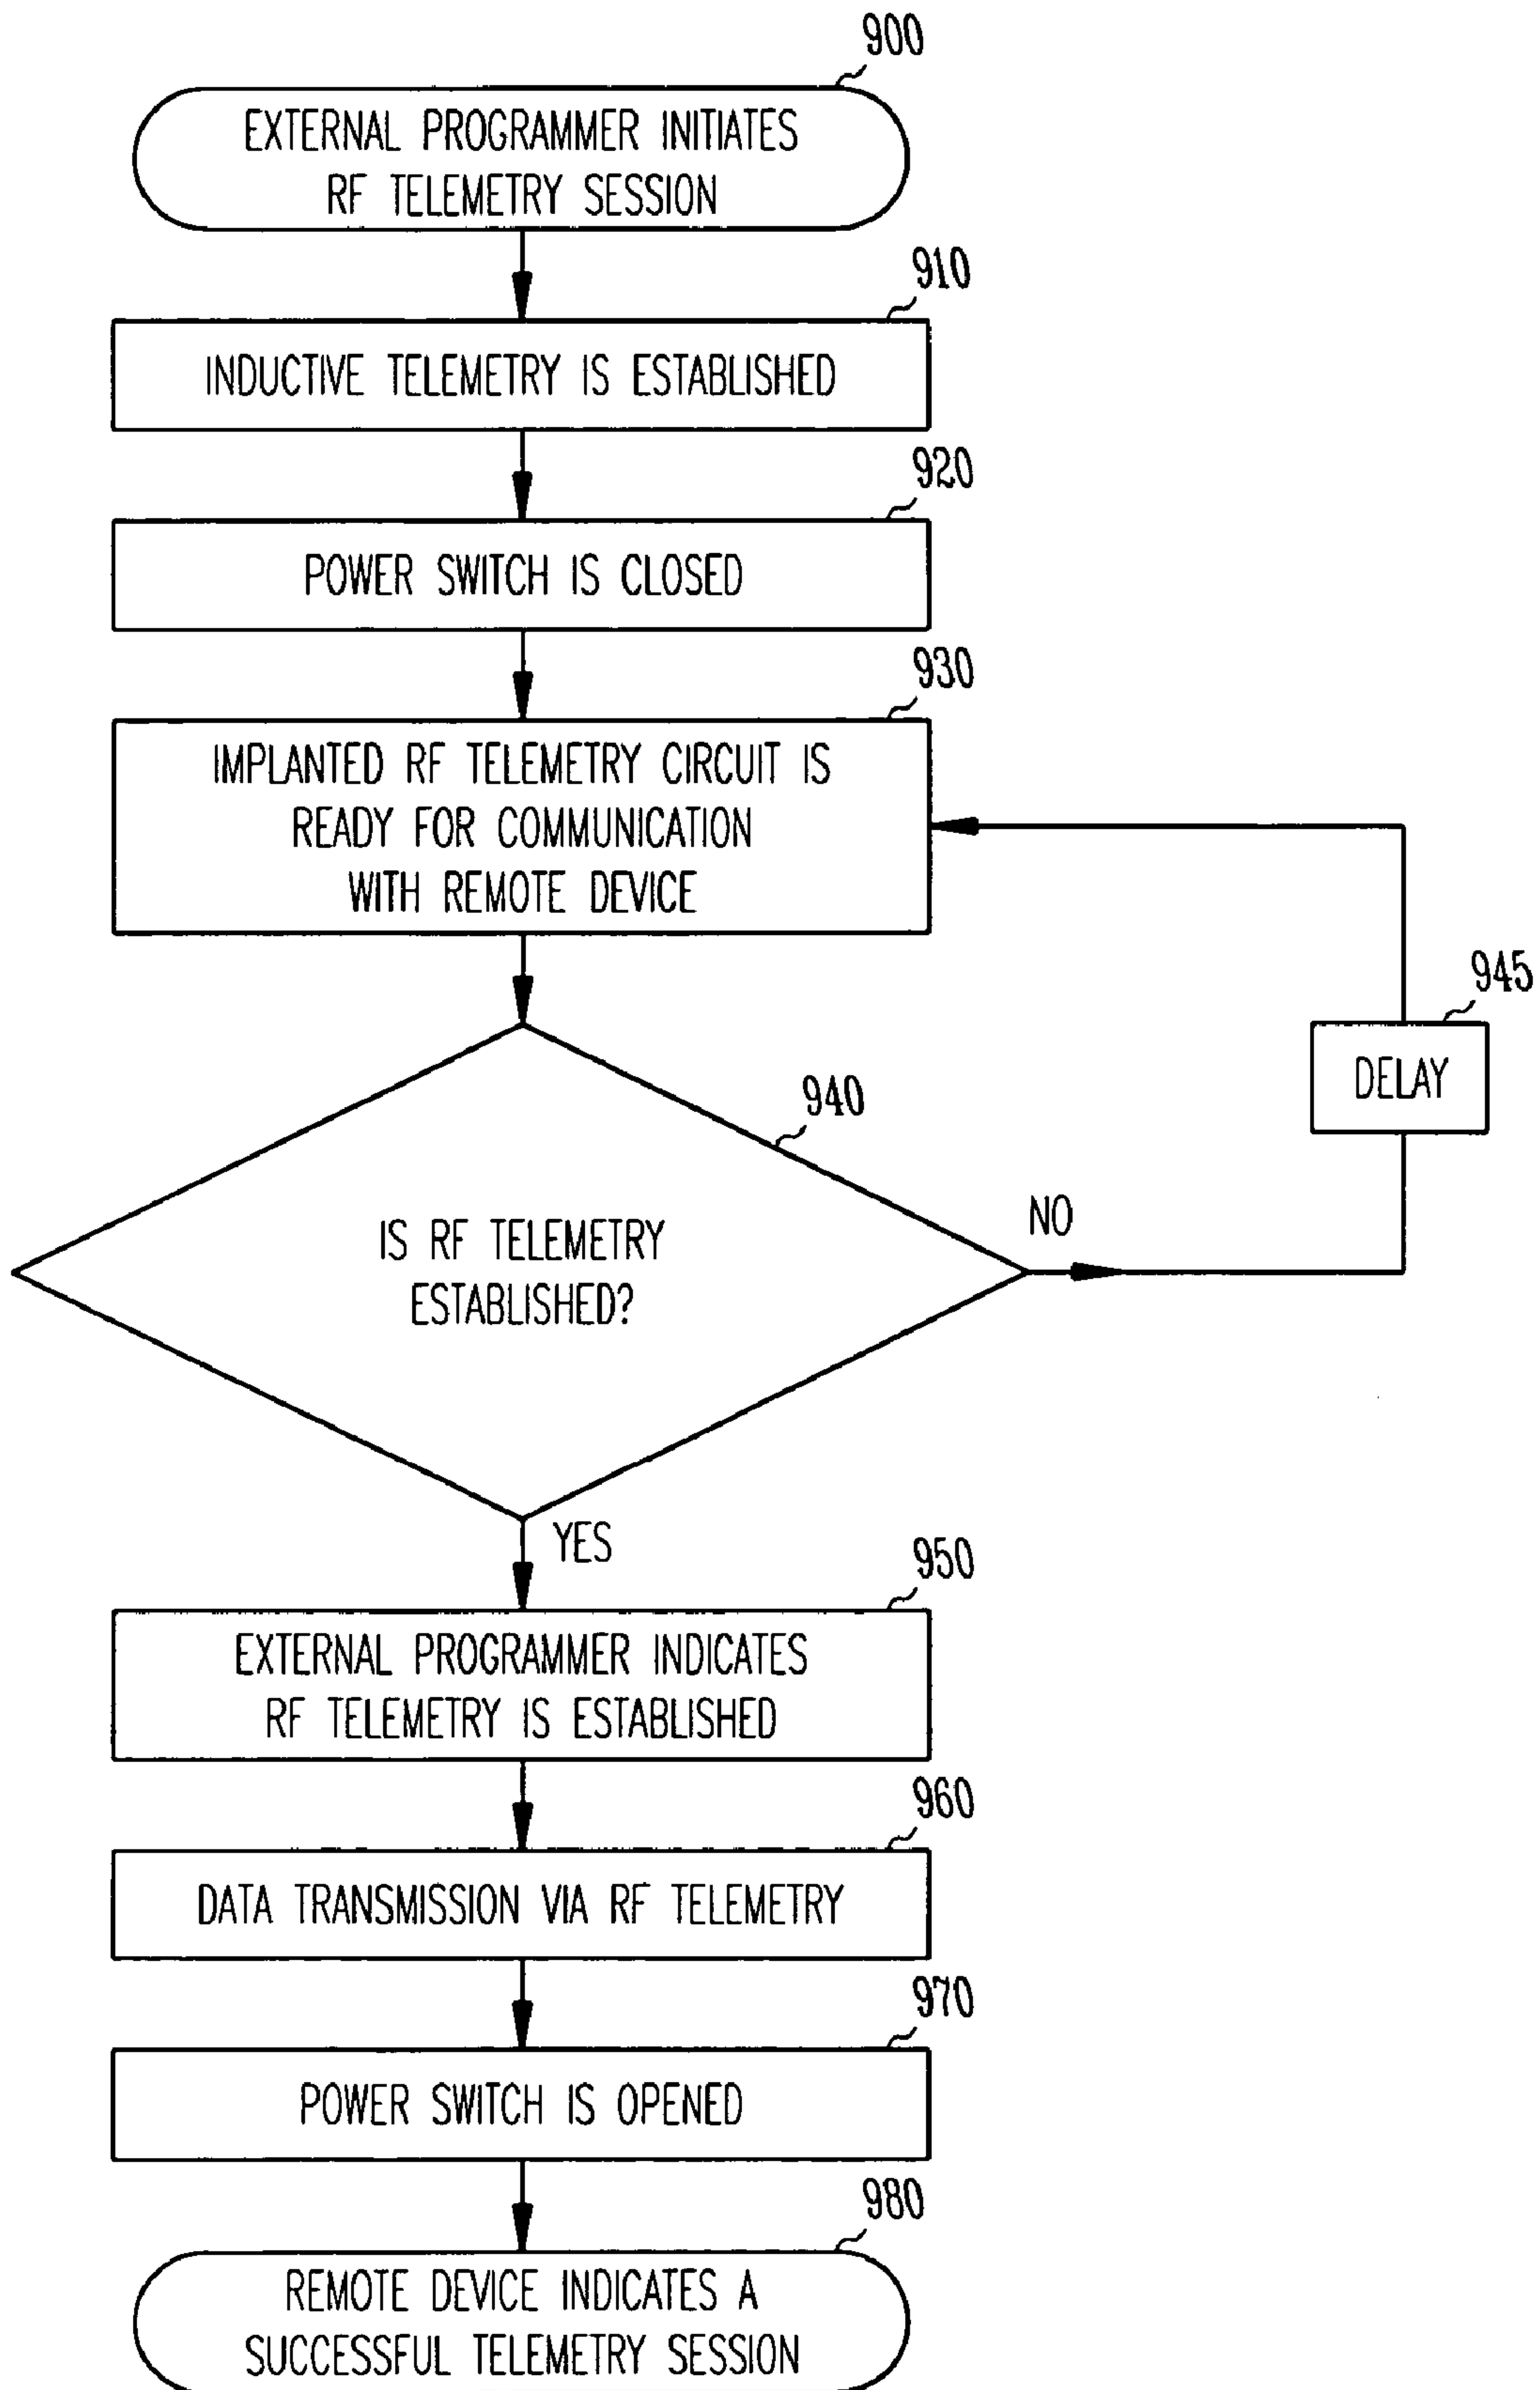 900
EXTERNAL PROGRAMMER INITIATES
RF TELEMETRY SESSION
910
INDUCTIVE TELEMETRY IS ESTABLISHED
920
POWER SWITCH IS CLOSED
930
IMPLANTED RF TELEMETRY CIRCUIT IS
READY FOR COMMUNICATION
WITH REMOTE DEVICE
945
DELAY
940
NO
IS RF TELEMETRY
ESTABLISHED?
YES
950
EXTERNAL PROGRAMMER INDICATES
RF TELEMETRY IS ESTABLISHED
960
DATA TRANSMISSION VIA RF TELEMETRY
970
POWER SWITCH IS OPENED
980
REMOTE DEVICE INDICATES A
SUCCESSFUL TELEMETRY SESSION